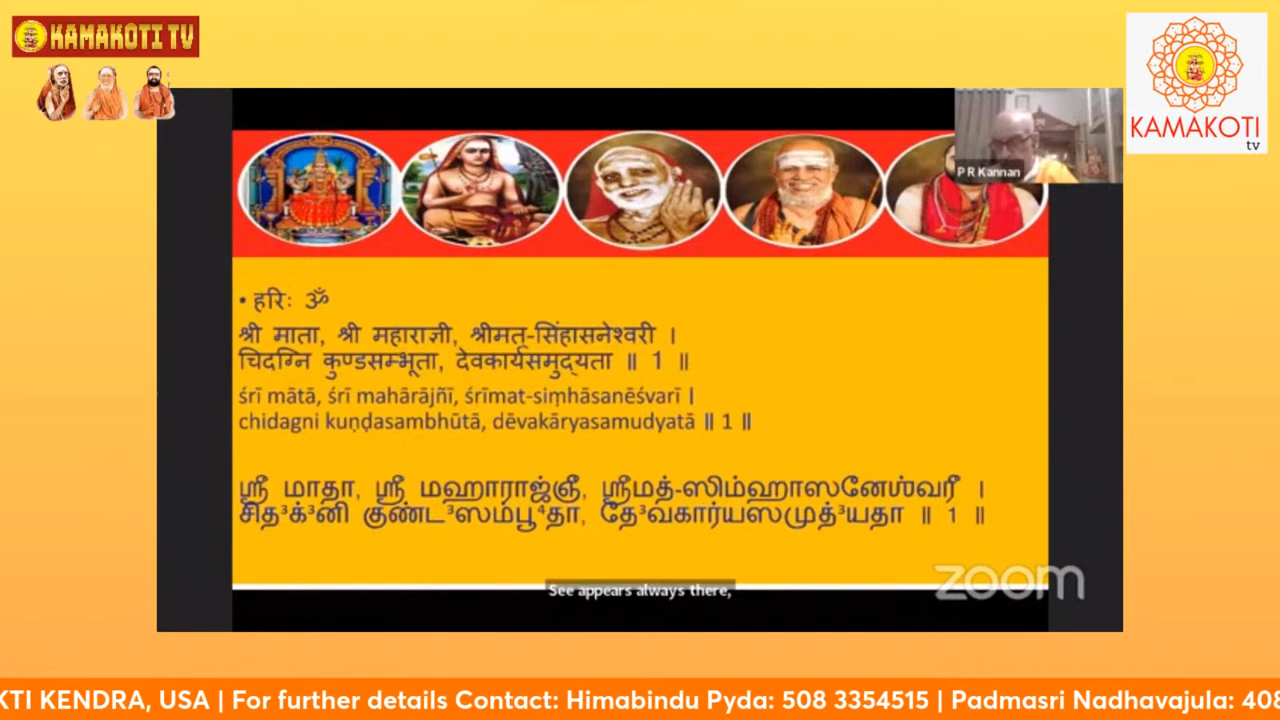 KAMAKOTI TV
KAMAKOTI
tv
P R Kannan
• हरिः ॐ
श्री माता, श्री महाराज्ञी, श्रीमत्-सिंहासनेश्वरी ।
चिदग्नि कुण्डसम्भूता, देवकार्यसमुद्यता ॥ 1 ॥
śrī mātā, śrī mahārājñī, śrīmat-siṃhāsanēśvarī |
chidagni kuṇḍasambhūtā, dēvakāryasamudyatā ‖ 1 ‖
ஶ்ரீ மாதா, ஶ்ரீ மஹாராஜ்ஞீ, ஶ்ரீமத்-ஸிம்ஹாஸனேஶ்வரீ ।
சித³க்³னி குண்ட³ஸம்பூ⁴தா, தே³வகார்யஸமுத்³யதா ॥ 1 ॥
See appears always there,
zoom
KTI KENDRA, USA | For further details Contact: Himabindu Pyda: 508 3354515 | Padmasri Nadhavajula: 408